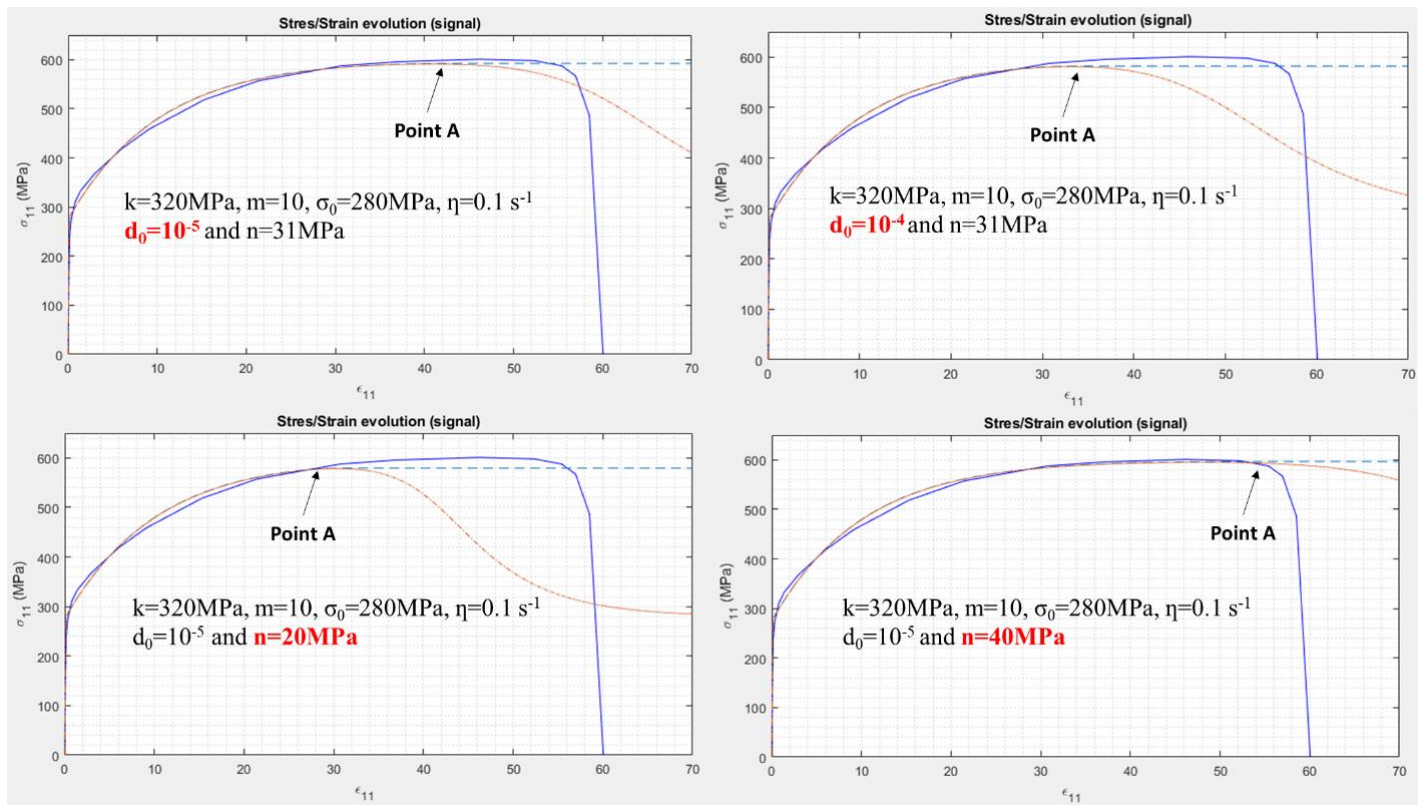 Stres/Strain evolution (signal)
600
500
400
300
200
100
0
σ11 (MPa)
Point A
k=320MPa, m=10, σ0=280MPa, η=0.1 s-1
d0=10-5 and n=31MPa
0 10 20 30 40 50 60 70
ϵ11
Stres/Strain evolution (signal)
600
500
400
300
200
100
0
σ11 (MPa)
Point A
k=320MPa, m=10, σ0=280MPa, η=0.1 s-1
d0=10-4 and n=31MPa
0 10 20 30 40 50 60 70
ϵ11
Stres/Strain evolution (signal)
600
500
400
300
200
100
0
σ11 (MPa)
Point A
k=320MPa, m=10, σ0=280MPa, η=0.1 s-1
d0=10-5 and n=20MPa
0 10 20 30 40 50 60 70
ϵ11
Stres/Strain evolution (signal)
600
500
400
300
200
100
0
σ11 (MPa)
Point A
k=320MPa, m=10, σ0=280MPa, η=0.1 s-1
d0=10-5 and n=40MPa
0 10 20 30 40 50 60 70
ϵ11